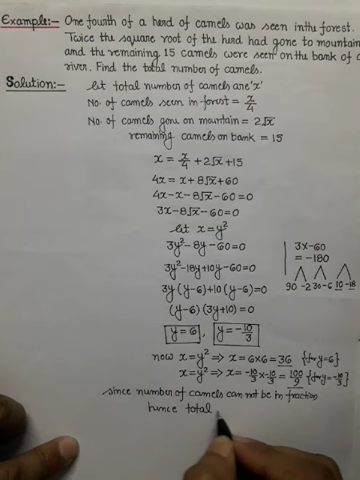 Example:- One fourth of a herd of camels was seen in the forest.
Twice the square root of the herd had gone to mountain
and the remaining 15 camels were seen on the bank of a
river. Find the total number of camels.
Solution:- let total number of camels are 'x'
No. of camels seen in forest = x/4
No. of camels gone on mountain = 2√x
remaining camels on bank = 15
x = x/4 + 2√x + 15
4x = x + 8√x + 60
4x - x - 8√x - 60 = 0
3x - 8√x - 60 = 0
let x = y²
3y² - 8y - 60 = 0
3y² - 18y + 10y - 60 = 0
3y (y-6) + 10 (y-6) = 0
(y-6) (3y+10) = 0
y = 6, y = -10/3
3x-60
= -180
90 -2 30 -6 10 -18
now x = y² ⇒ x = 6×6 = 36 {for y=6}
x = y² ⇒ x = -10/3 × -10/3 = 100/9 {for y=-10/3}
since number of camels can not be in fraction
hence total